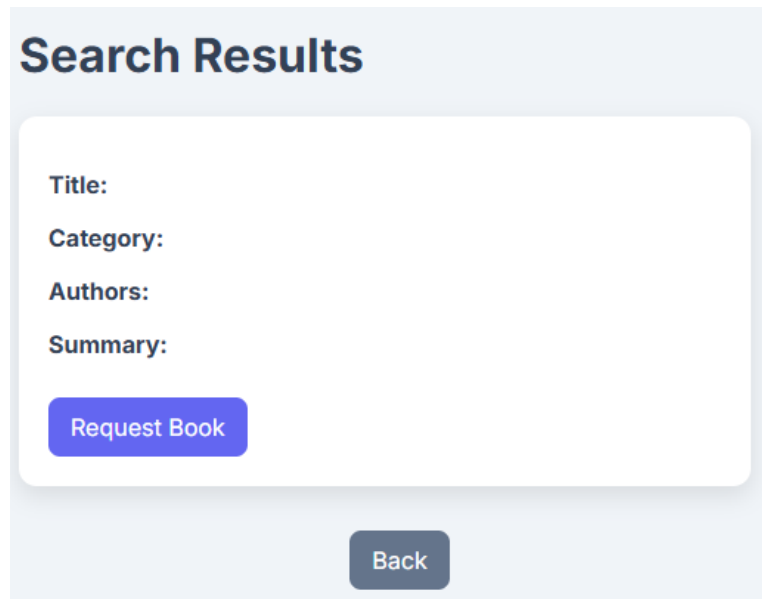 Search Results
Title:
Category:
Authors:
Summary:
Request Book
Back